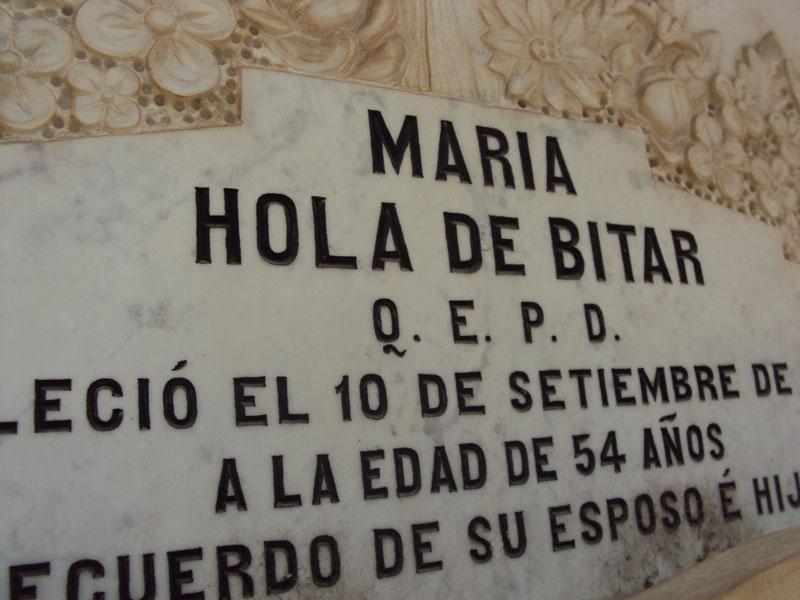 MARIA
HOLA DE BITAR
Q. E. P. D.
LECIÓ EL 10 DE SETIEMBRE DE
A LA EDAD DE 54 AÑOS
ECUERDO DE SU ESPOSO É HIJ